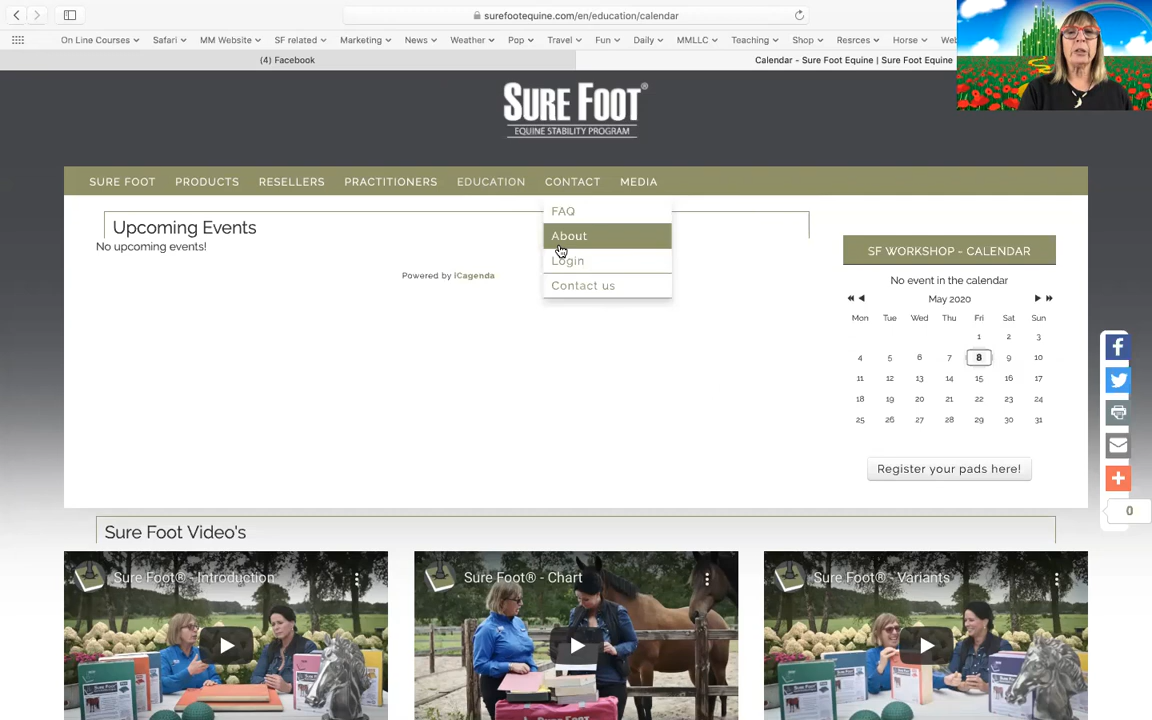 surefootequine.com/en/education/calendar
On Line Courses
Safari
MM Website
SF related
Marketing
News
Weather
Pop
Travel
Fun
Daily
MMLLC
Teaching
Shop
Resrces
Horse
(4) Facebook
Calendar - Sure Foot Equine | Sure Foot Equine
SURE FOOT®
EQUINE STABILITY PROGRAM
SURE FOOT PRODUCTS RESELLERS PRACTITIONERS EDUCATION CONTACT MEDIA
FAQ
About
Login
Contact us
Upcoming Events
No upcoming events!
Powered by iCagenda
SF WORKSHOP - CALENDAR
No event in the calendar
May 2020
Mon Tue Wed Thu Fri Sat Sun
1 2 3
4 5 6 7 8 9 10
11 12 13 14 15 16 17
18 19 20 21 22 23 24
25 26 27 28 29 30 31
Register your pads here!
0
Sure Foot Video's
Sure Foot® - Introduction
Sure Foot® - Chart
Sure Foot® - Variants